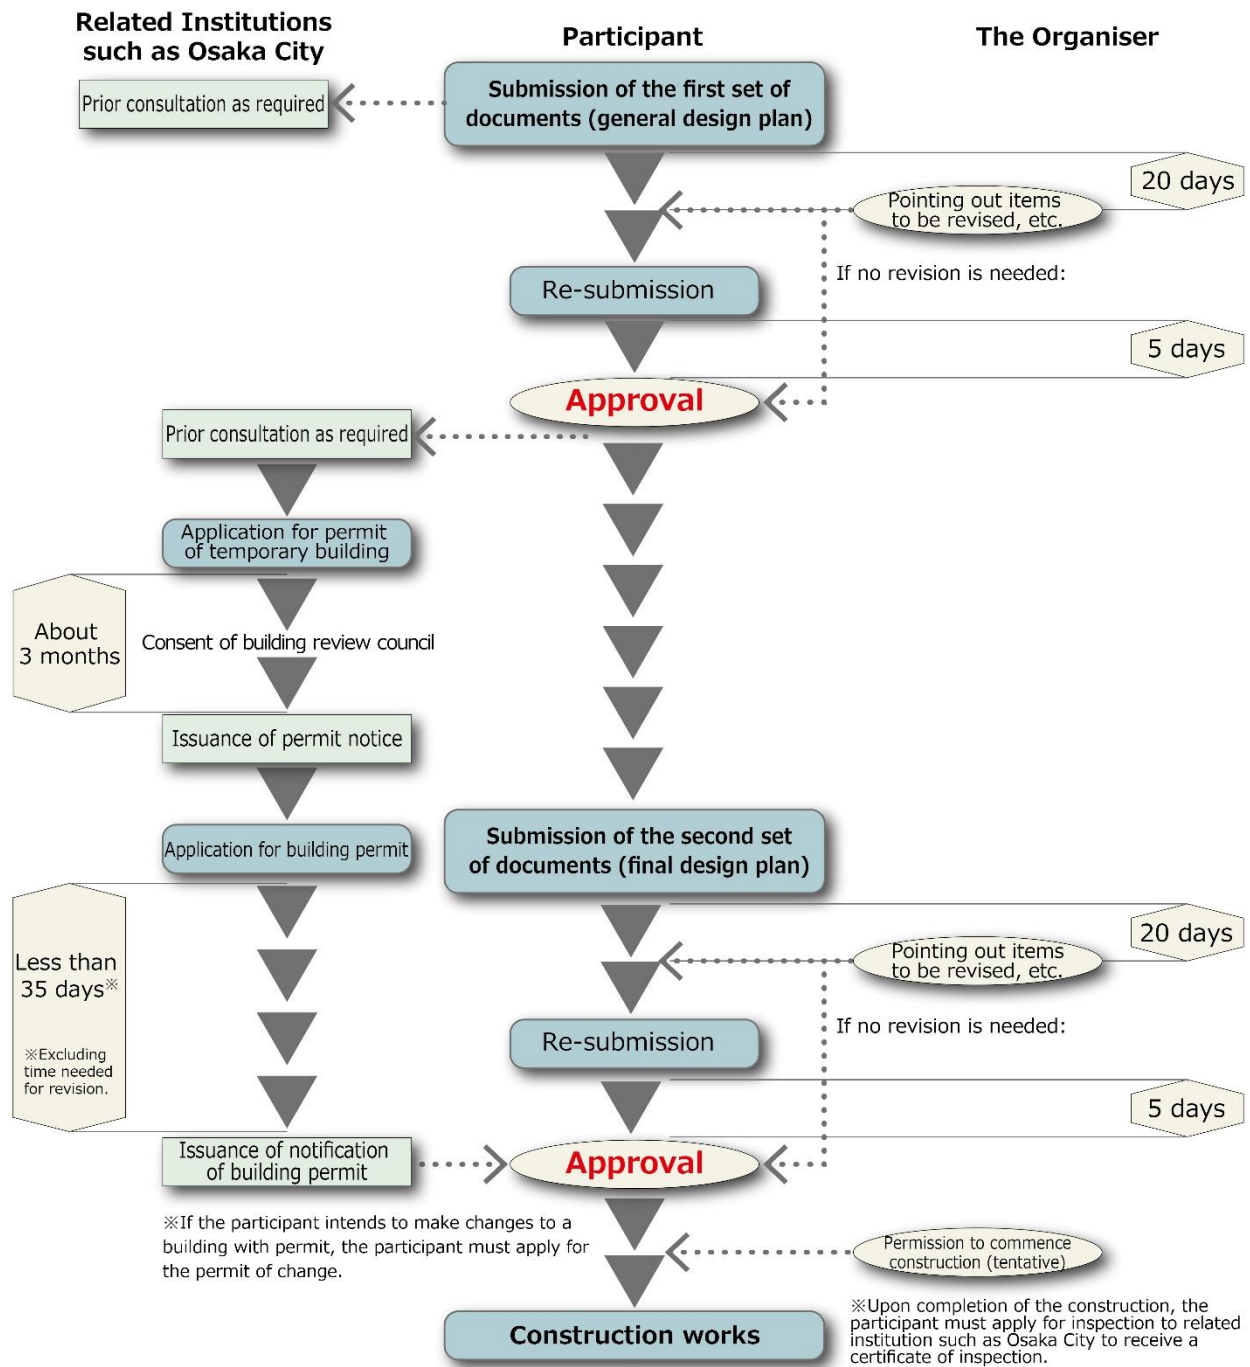 Related Institutions
such as Osaka City
Participant
The Organiser
Submission of the first set of
documents (general design plan)
Prior consultation as required
20 days
Pointing out items
to be revised, etc.
If no revision is needed:
Re-submission
5 days
Approval
Prior consultation as required
Application for permit
of temporary building
About
3 months
Consent of building review council
Issuance of permit notice
Application for building permit
Submission of the second set
of documents (final design plan)
20 days
Pointing out items
to be revised, etc.
Less than
35 days※
※Excluding
time needed
for revision.
If no revision is needed:
Re-submission
5 days
Issuance of notification
of building permit
Approval
※If the participant intends to make changes to a
building with permit, the participant must apply for
the permit of change.
Permission to commence
construction (tentative)
Construction works
※Upon completion of the construction, the
participant must apply for inspection to related
institution such as Osaka City to receive a
certificate of inspection.